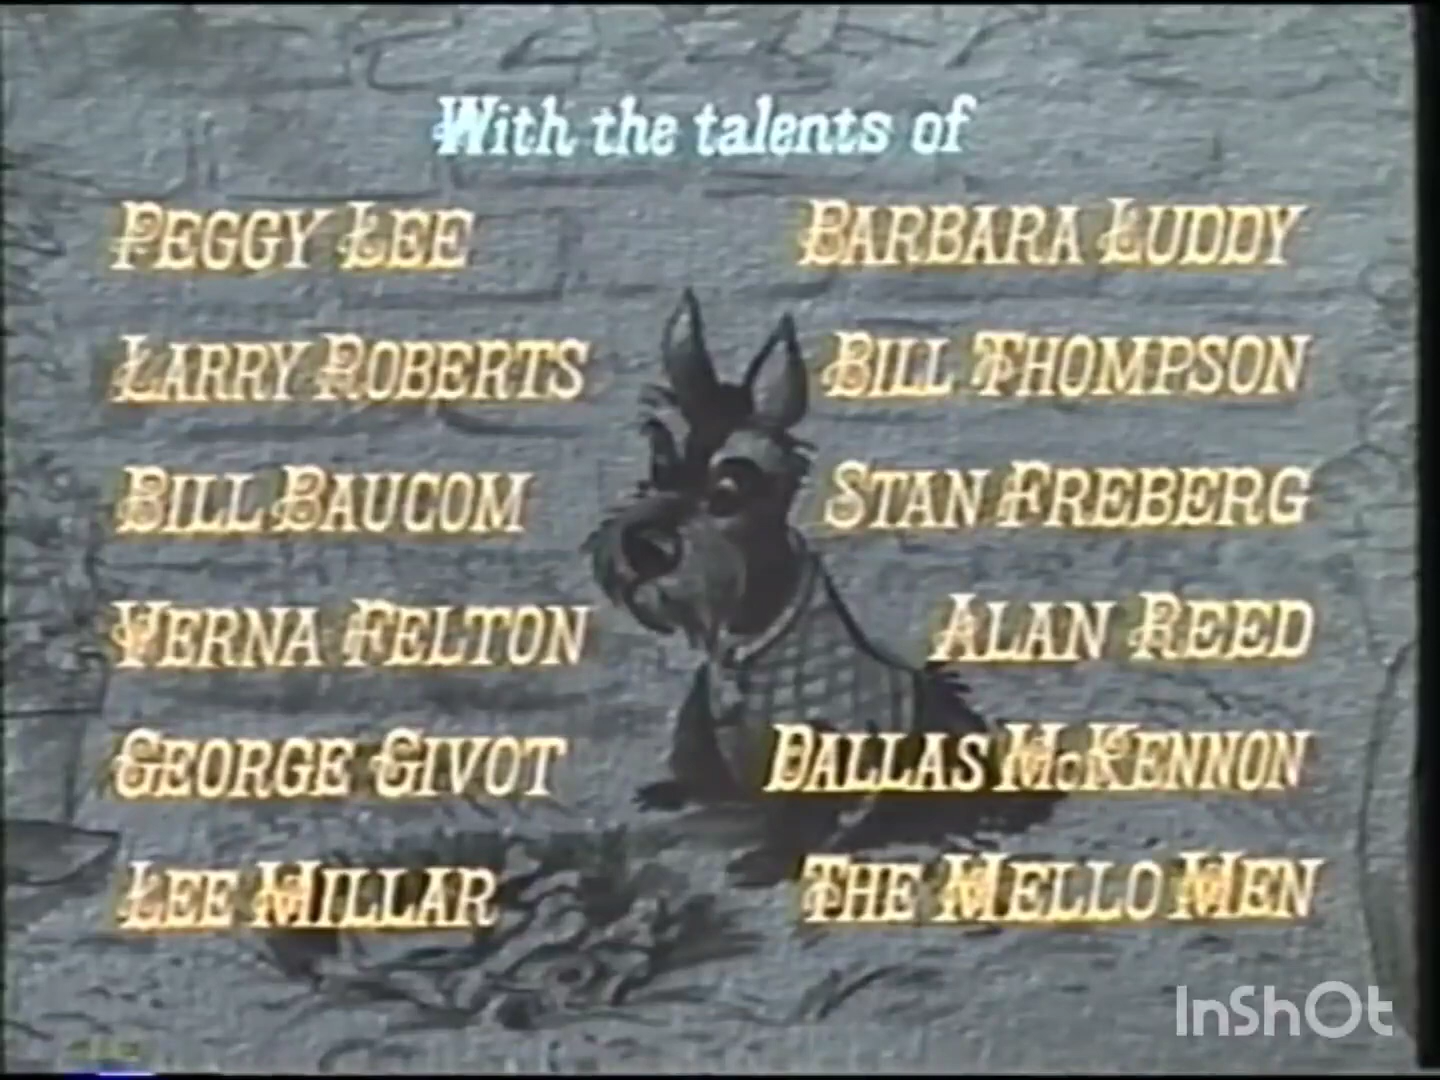 With the talents of
PEGGY LEE BARBARA LUDDY
LARRY ROBERTS BILL THOMPSON
BILL BAUCOM STAN FREBERG
VERNA FELTON ALAN REED
GEORGE GIVOT DALLAS McKENNON
LEE MILLAR THE MELLO MEN
InShOt